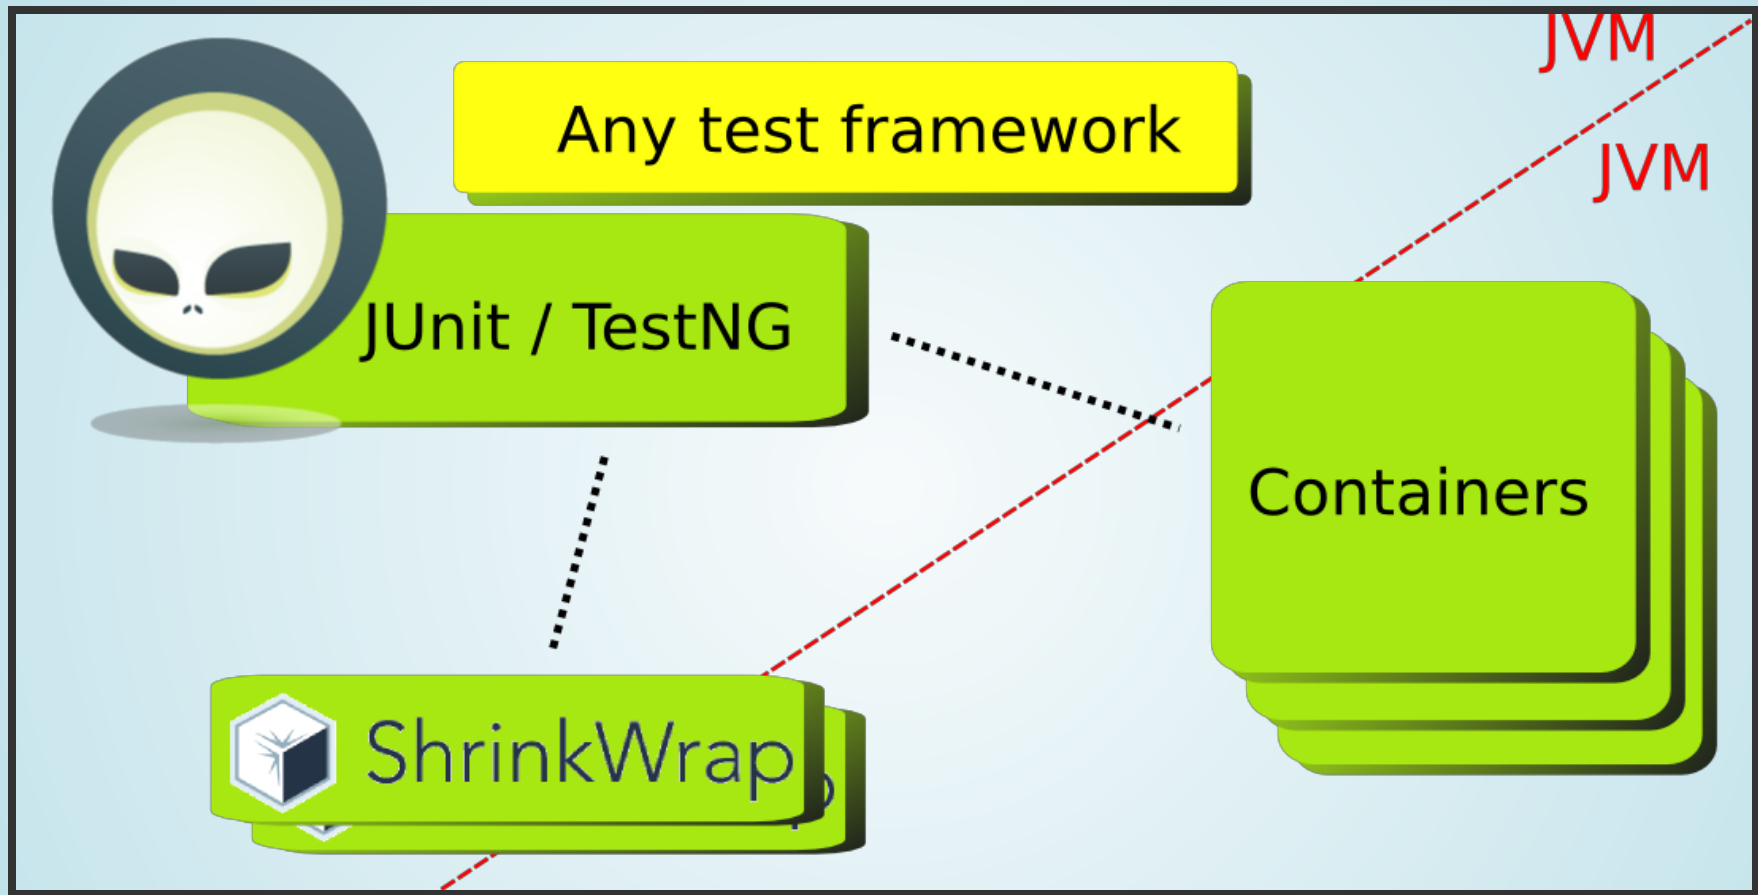 JVM
Any test framework
JVM
JUnit / TestNG
Containers
ShrinkWrap
p